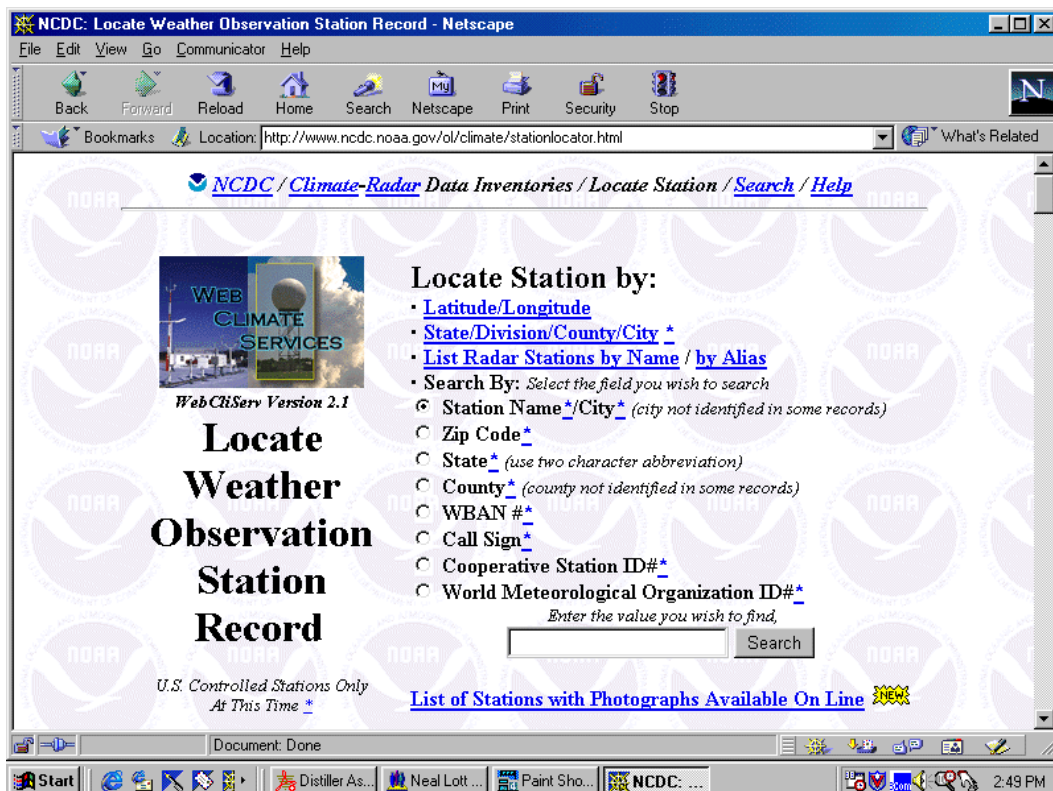 NCDC: Locate Weather Observation Station Record - Netscape
File Edit View Go Communicator Help
Back Forward Reload Home Search Netscape Print Security Stop
My
N
Bookmarks Location: http://www.ncdc.noaa.gov/ol/climate/stationlocator.html What's Related
NCDC / Climate-Radar Data Inventories / Locate Station / Search / Help
WEB CLIMATE SERVICES
WebCliServ Version 2.1
Locate Weather Observation Station Record
U.S. Controlled Stations Only
At This Time *
Locate Station by:
· Latitude/Longitude
· State/Division/County/City *
· List Radar Stations by Name / by Alias
· Search By: Select the field you wish to search
Station Name*/City* (city not identified in some records)
Zip Code*
State* (use two character abbreviation)
County* (county not identified in some records)
WBAN #*
Call Sign*
Cooperative Station ID#*
World Meteorological Organization ID#*
Enter the value you wish to find,
Search
List of Stations with Photographs Available On Line NEW
NOAA
Document: Done
Start Distiller As... Neal Lott ... Paint Sho... NCDC: ... 2:49 PM